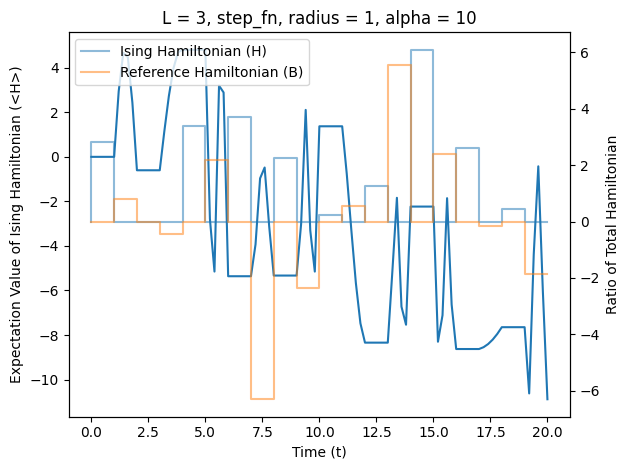 L = 3, step_fn, radius = 1, alpha = 10
Ising Hamiltonian (H)
Reference Hamiltonian (B)
Expectation Value of Ising Hamiltonian (<H>)
4
2
0
−2
−4
−6
−8
−10
6
4
2
0
−2
−4
−6
Ratio of Total Hamiltonian
0.0 2.5 5.0 7.5 10.0 12.5 15.0 17.5 20.0
Time (t)